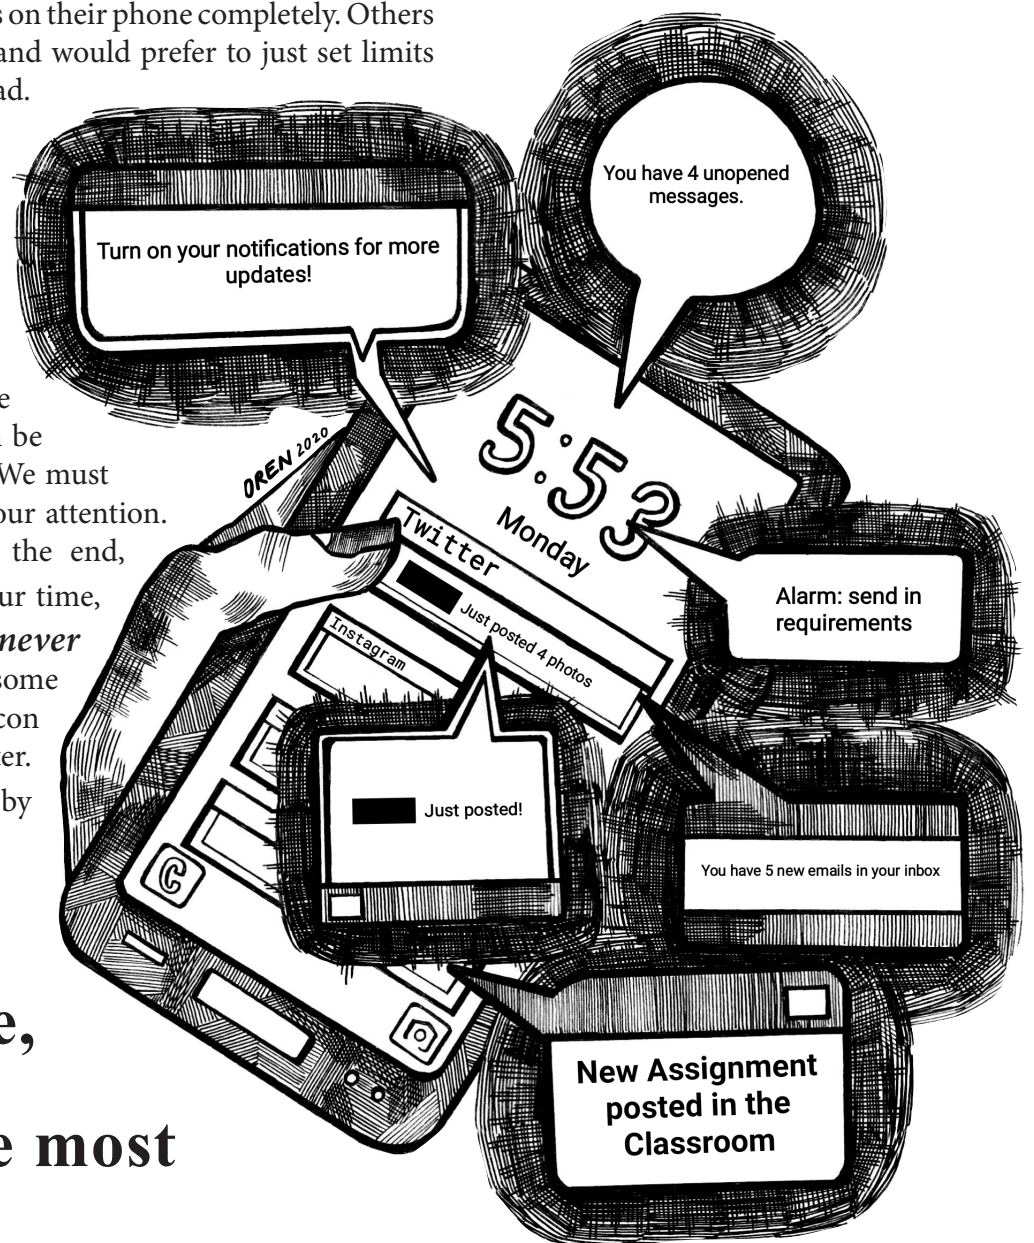 s on their phone completely. Others
and would prefer to just set limits
ad.
You have 4 unopened
messages.
Turn on your notifications for more
updates!
e
n be
We must
our attention.
the end,
ur time,
never
some
con
ter.
by
OREN 2020
5:53
Monday
Twitter
Just posted 4 photos
Instagram
Alarm: send in
requirements
Just posted!
You have 5 new emails in your inbox
C
New Assignment
posted in the
Classroom
e,
e most